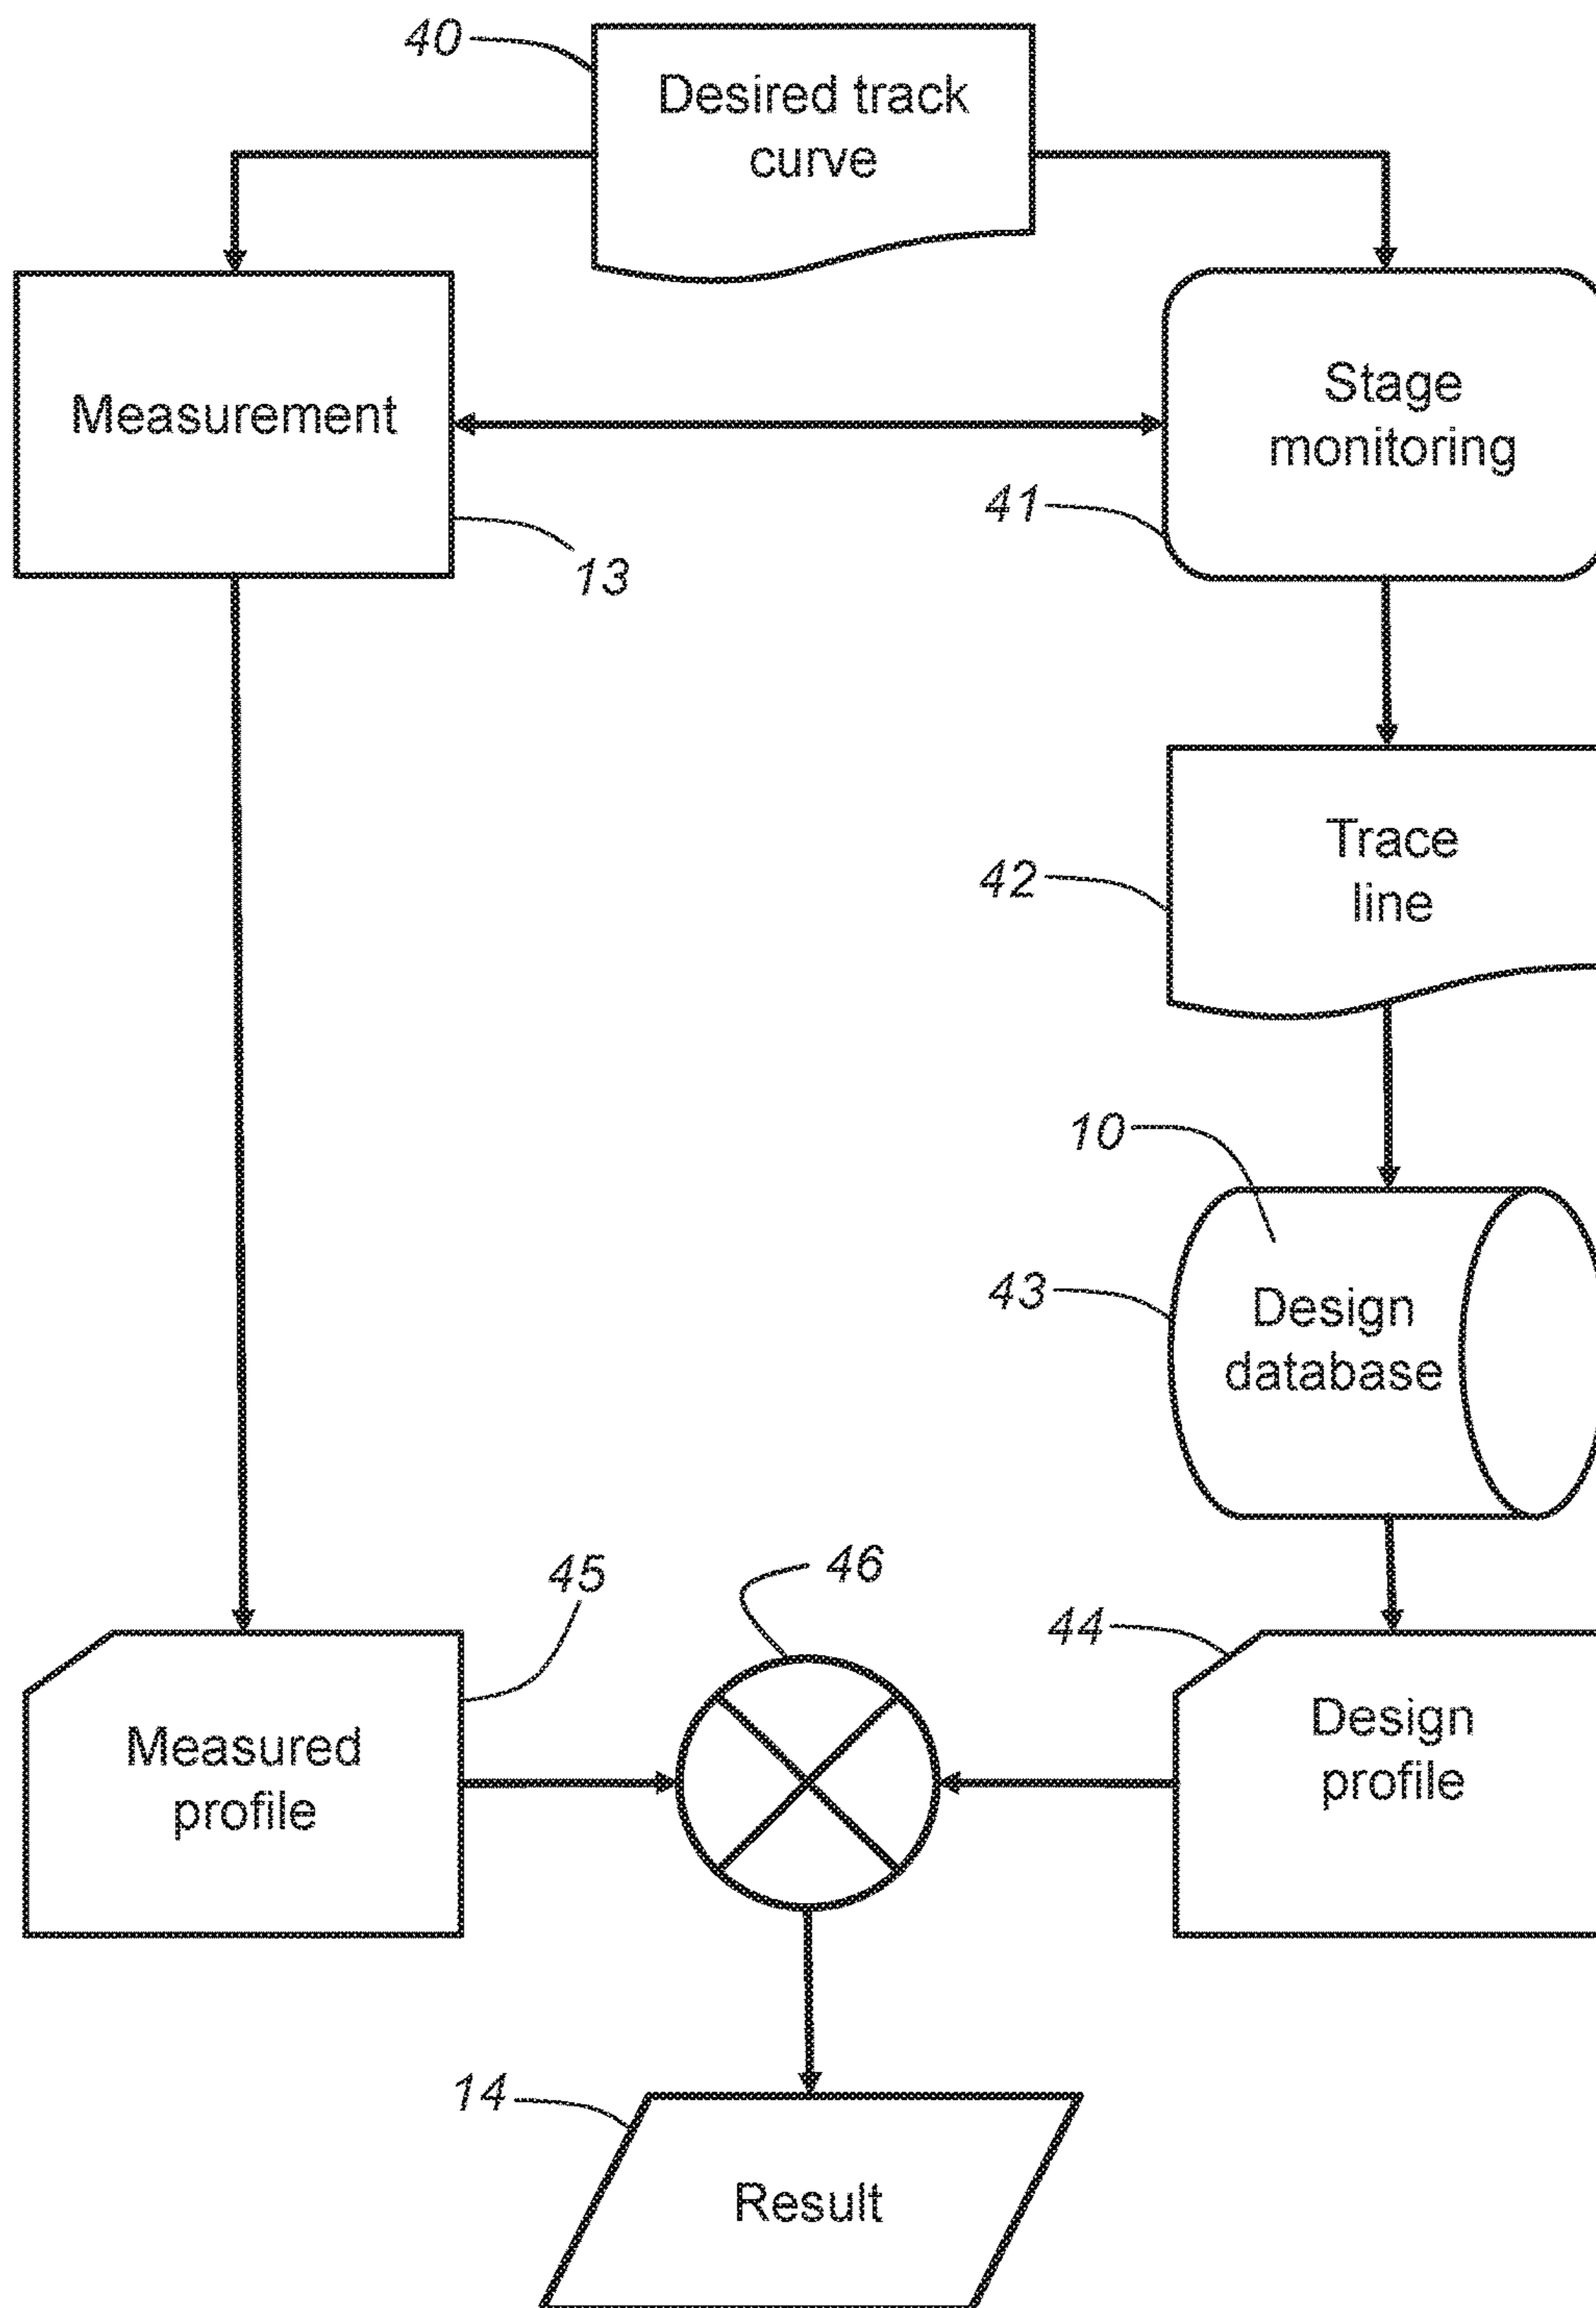 40
Desired track
curve
Measurement
13
Stage
monitoring
41
Trace
line
42
10
43
Design
database
45
46
44
Measured
profile
Design
profile
14
Result